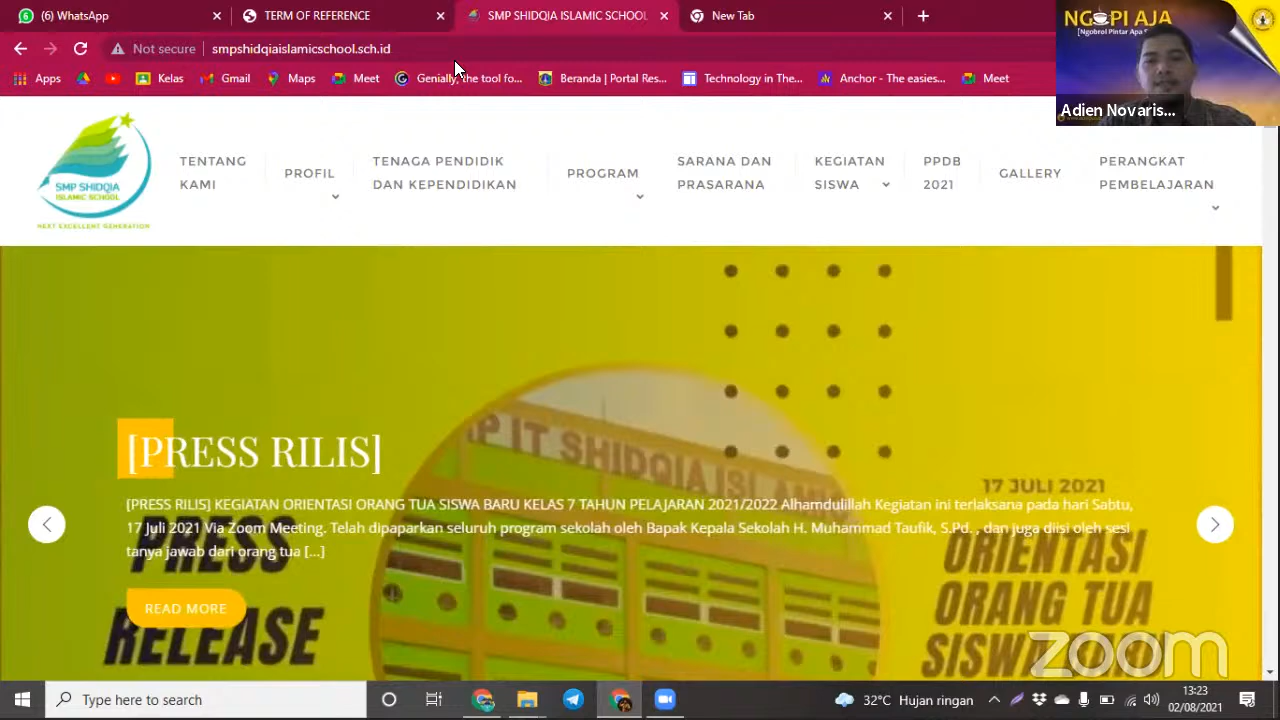 (6) WhatsApp
TERM OF REFERENCE
SMP SHIDQIA ISLAMIC SCHOOL
New Tab
Not secure
smpshidqiaislamicschool.sch.id
Apps
Kelas
Gmail
Maps
Meet
Genially, the tool fo...
Beranda | Portal Res...
Technology in The...
Anchor - The easies...
Meet
NGOPI AJA
[Ngobrol Pintar Apa
Adien Novaris...
SMP SHIDQIA
ISLAMIC SCHOOL
NEXT EXCELLENT GENERATION
TENTANG
KAMI
PROFIL
TENAGA PENDIDIK
DAN KEPENDIDIKAN
PROGRAM
SARANA DAN
PRASARANA
KEGIATAN
SISWA
PPDB
2021
GALLERY
PERANGKAT
PEMBELAJARAN
P IT SHIDQIA
[PRESS RILIS]
17 JULI 2021
[PRESS RILIS] KEGIATAN ORIENTASI ORANG TUA SISWA BARU KELAS 7 TAHUN PELAJARAN 2021/2022 Alhamdulillah Kegiatan ini terlaksana pada hari Sabtu,
17 Juli 2021 Via Zoom Meeting. Telah dipaparkan seluruh program sekolah oleh Bapak Kepala Sekolah H. Muhammad Taufik, S.Pd. , dan juga diisi oleh sesi
tanya jawab dari orang tua [...]
READ MORE
PRESS
RELEASE
ORIENTASI
ORANG TUA
zoom
Type here to search
32°C Hujan ringan
13:23
02/08/2021